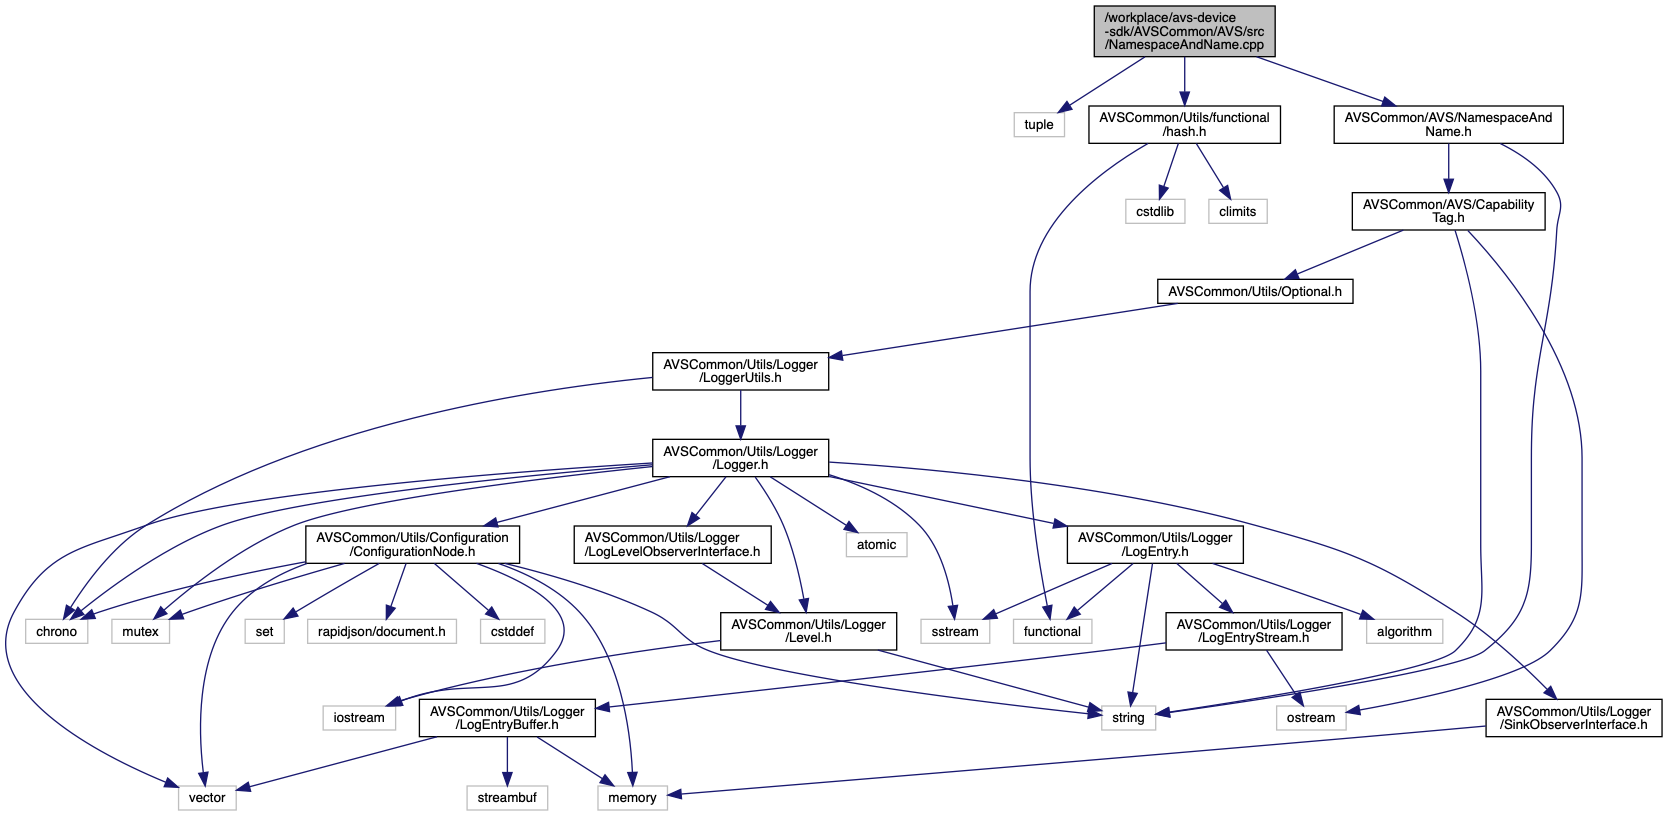 /workplace/avs-device
-sdk/AVSCommon/AVS/src
/NamespaceAndName.cpp
tuple
AVSCommon/Utils/functional
/hash.h
AVSCommon/AVS/NamespaceAnd
Name.h
cstdlib
climits
AVSCommon/AVS/Capability
Tag.h
AVSCommon/Utils/Optional.h
AVSCommon/Utils/Logger
/LoggerUtils.h
AVSCommon/Utils/Logger
/Logger.h
AVSCommon/Utils/Configuration
/ConfigurationNode.h
AVSCommon/Utils/Logger
/LogLevelObserverInterface.h
atomic
AVSCommon/Utils/Logger
/LogEntry.h
chrono
mutex
set
rapidjson/document.h
cstddef
AVSCommon/Utils/Logger
/Level.h
sstream
functional
AVSCommon/Utils/Logger
/LogEntryStream.h
algorithm
iostream
AVSCommon/Utils/Logger
/LogEntryBuffer.h
string
ostream
AVSCommon/Utils/Logger
/SinkObserverInterface.h
vector
streambuf
memory